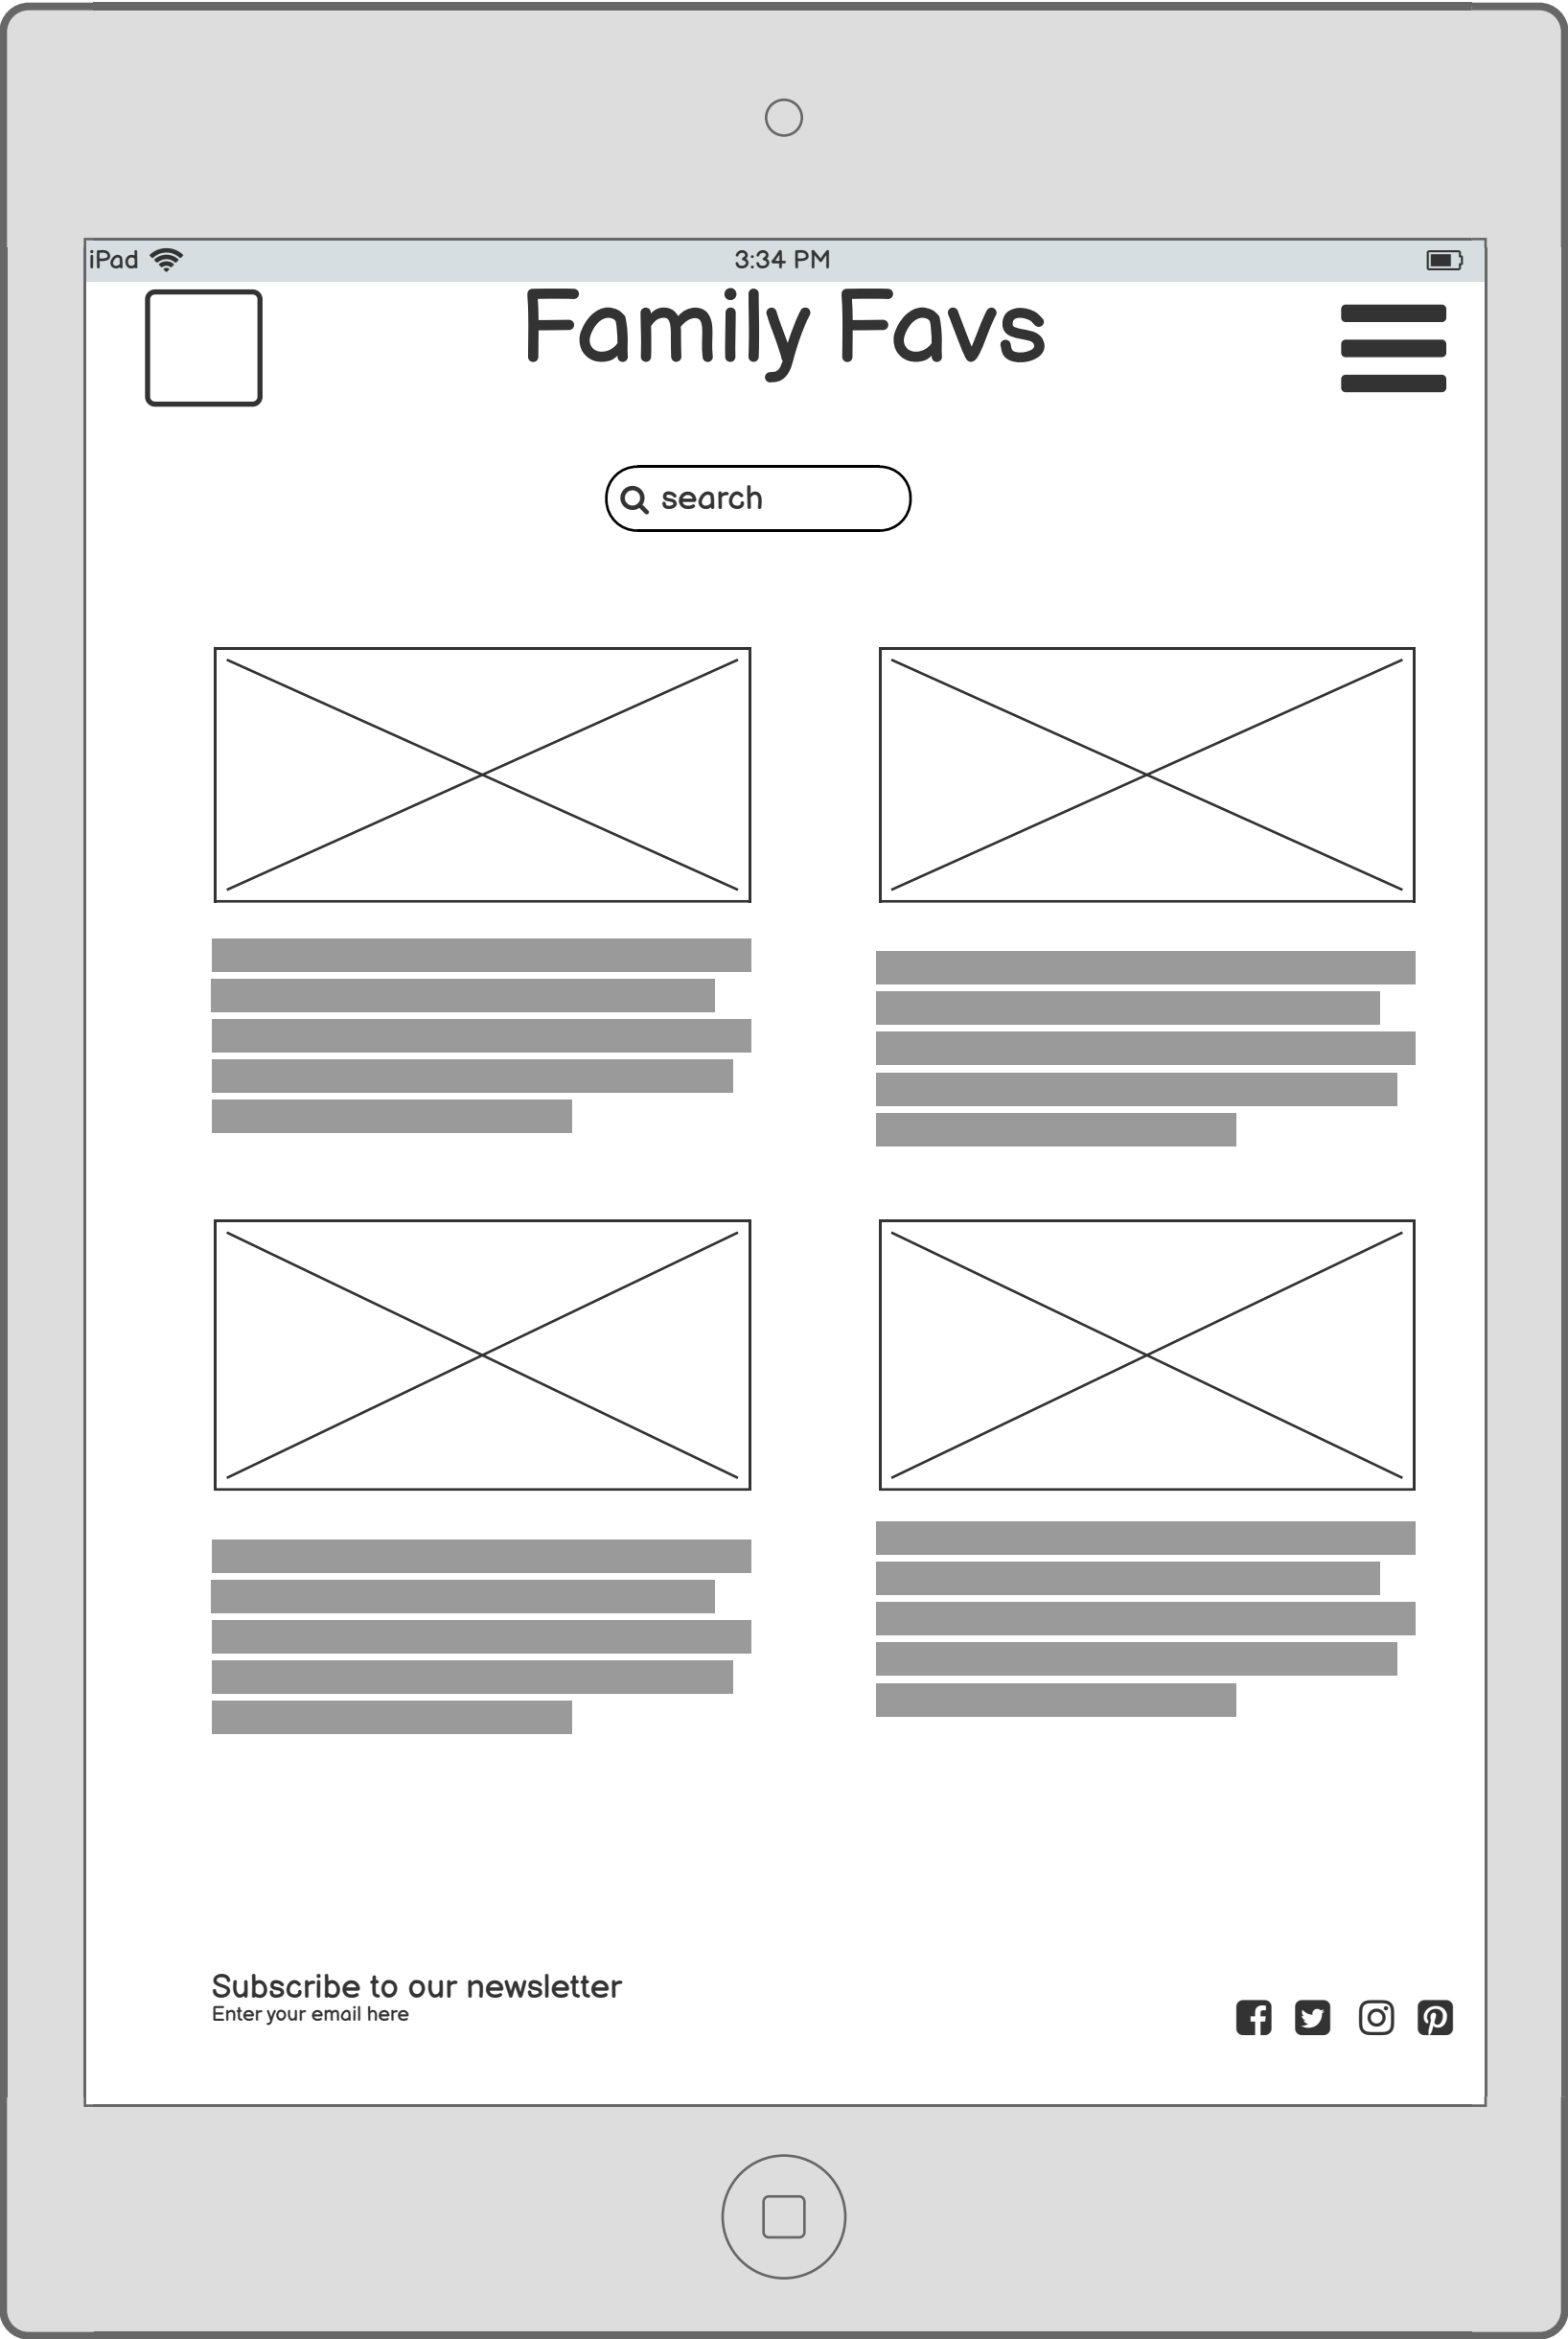 iPad 3:34 PM
Family Favs
search
Subscribe to our newsletter
Enter your email here